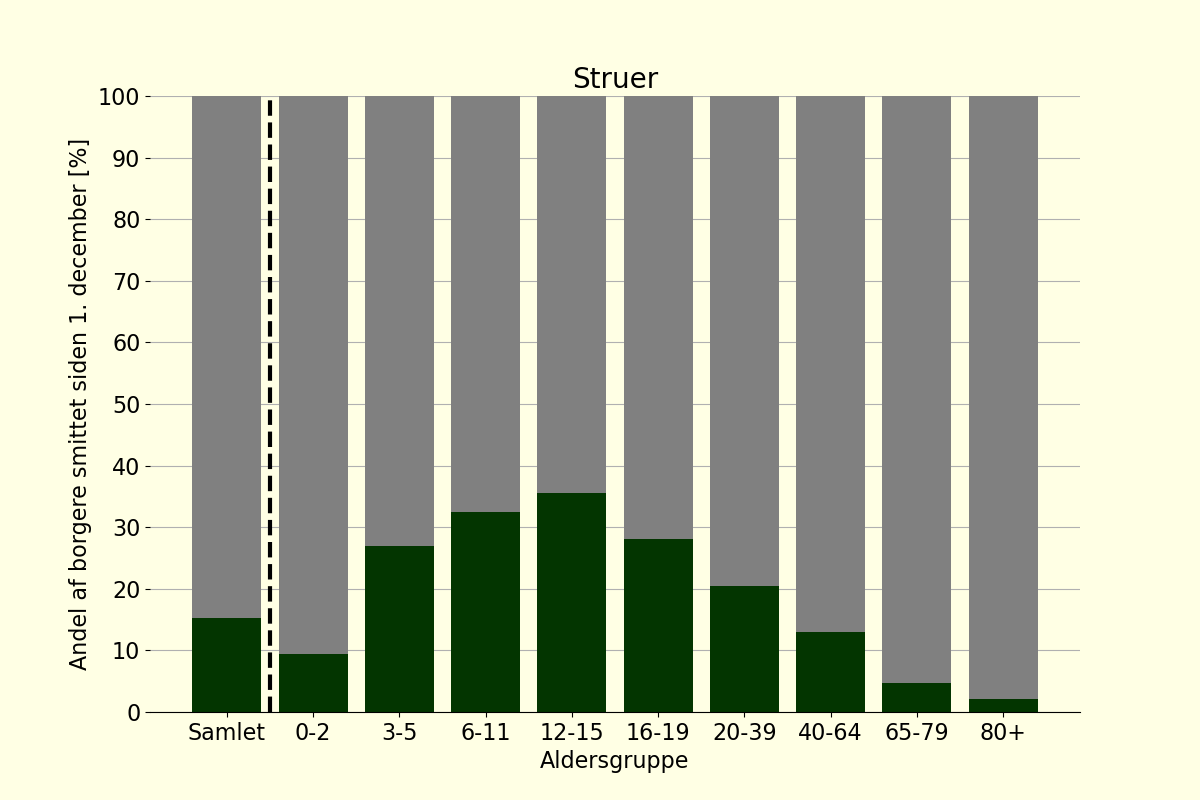 Struer
Andel af borgere smittet siden 1. december [%]
100
90
80
70
60
50
40
30
20
10
0
Samlet 0-2 3-5 6-11 12-15 16-19 20-39 40-64 65-79 80+
Aldersgruppe